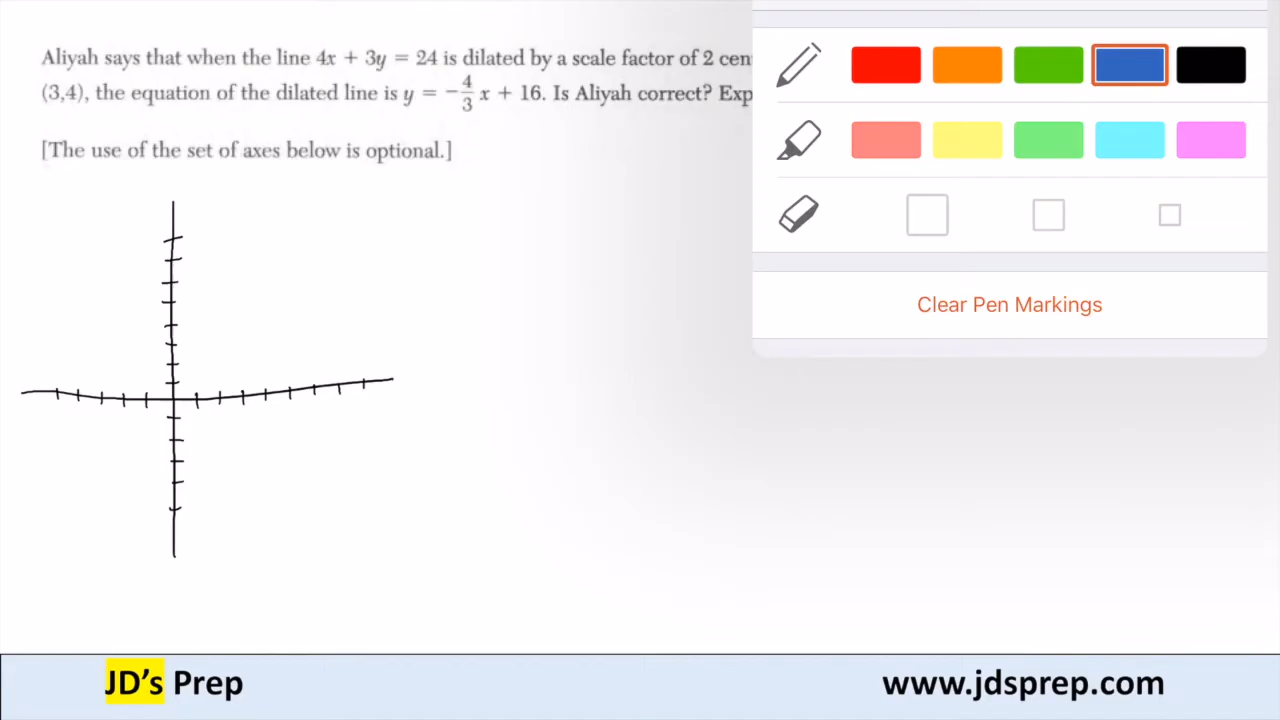 Aliyah says that when the line 4x + 3y = 24 is dilated by a scale factor of 2 cen
(3,4), the equation of the dilated line is y = -4/3 x + 16. Is Aliyah correct? Exp
[The use of the set of axes below is optional.]
Clear Pen Markings
JD's Prep
www.jdsprep.com